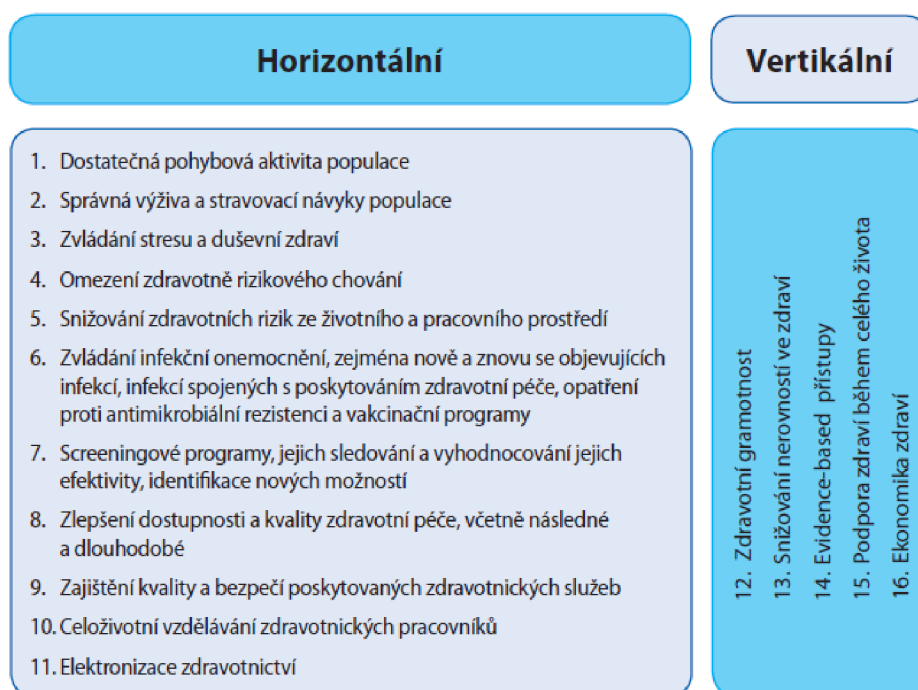 Horizontální
Vertikální
1. Dostatečná pohybová aktivita populace
2. Správná výživa a stravovací návyky populace
3. Zvládání stresu a duševní zdraví
4. Omezení zdravotně rizikového chování
5. Snižování zdravotních rizik ze životního a pracovního prostředí
6. Zvládání infekční onemocnění, zejména nově a znovu se objevujících
infekcí, infekcí spojených s poskytováním zdravotní péče, opatření
proti antimikrobiální rezistenci a vakcinační programy
7. Screeningové programy, jejich sledování a vyhodnocování jejich
efektivity, identifikace nových možností
8. Zlepšení dostupnosti a kvality zdravotní péče, včetně následné
a dlouhodobé
9. Zajištění kvality a bezpečí poskytovaných zdravotnických služeb
10. Celoživotní vzdělávání zdravotnických pracovníků
11. Elektronizace zdravotnictví
12. Zdravotní gramotnost
13. Snižování nerovností ve zdraví
14. Evidence-based přístupy
15. Podpora zdraví během celého života
16. Ekonomika zdraví